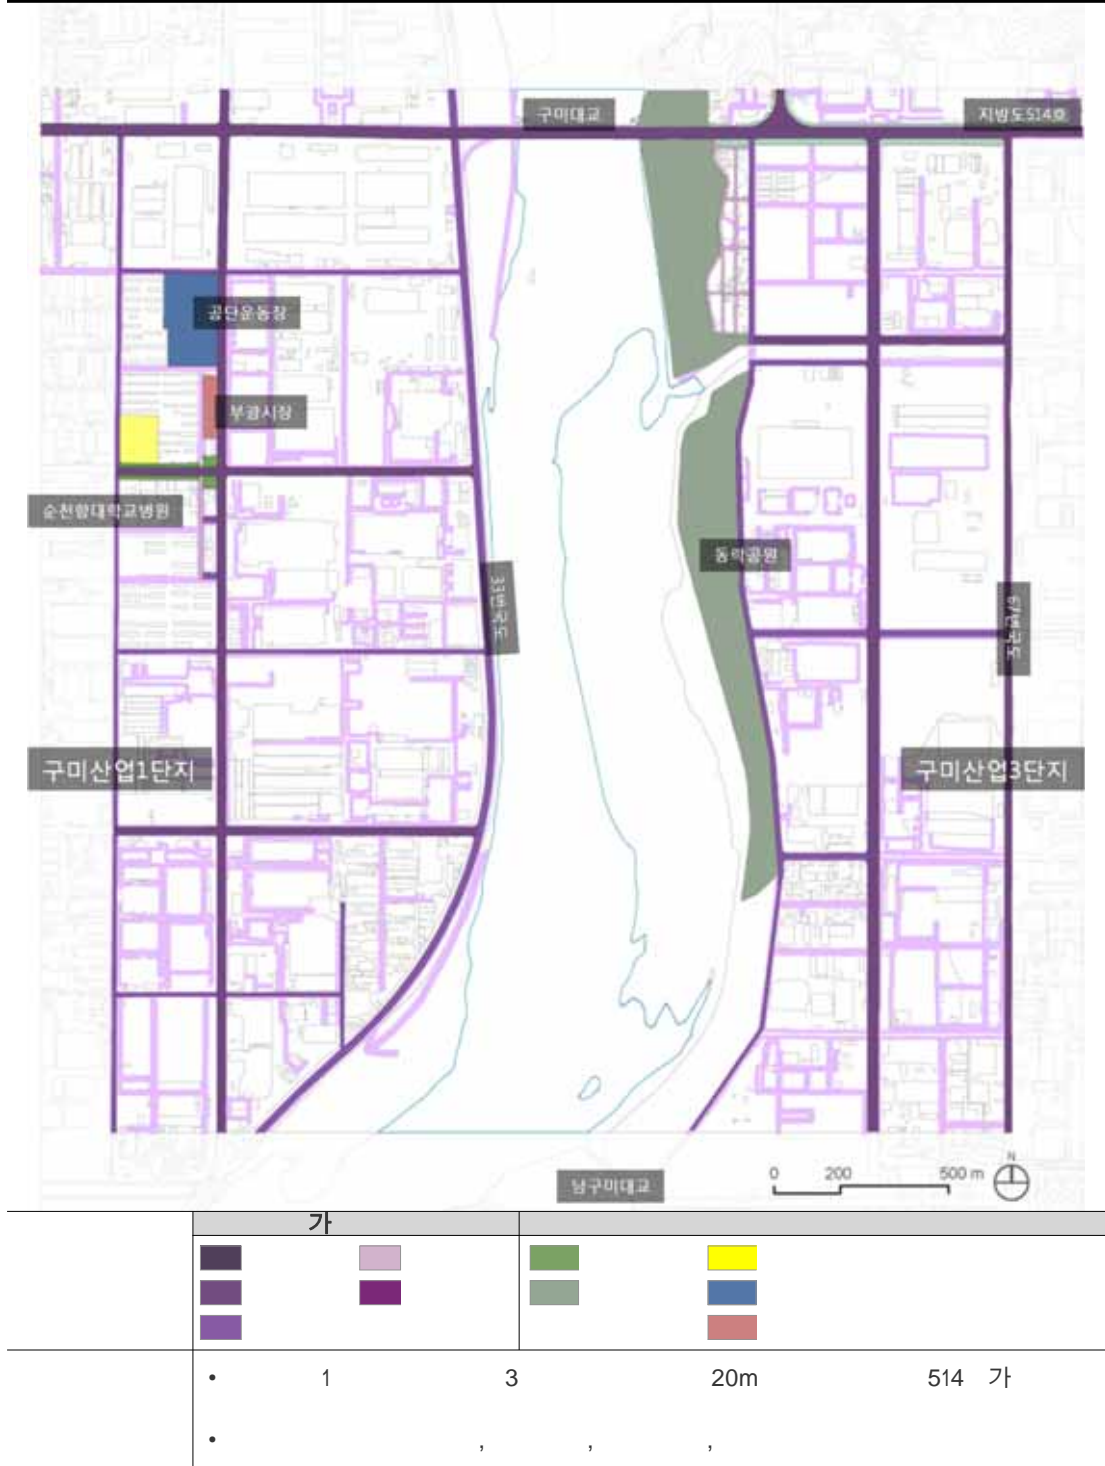 구미대교
지방도514호
공단운동장
부광시장
순천향대학교병원
33번국도
동락공원
67번국도
구미산업1단지
구미산업3단지
남구미대교
0 200 500 m
N
가
• 1 3 20m 514 가
• , , ,